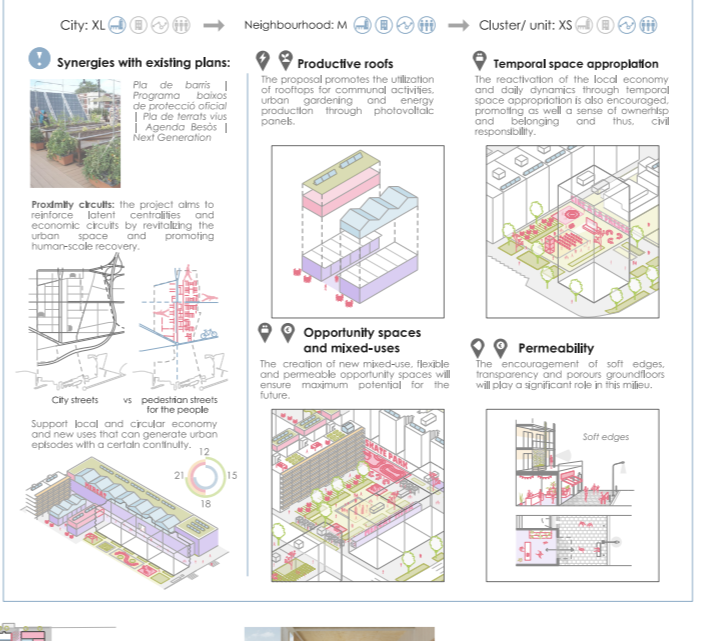 City: XL
Neighbourhood: M
Cluster/ unit: XS
Synergies with existing plans:
Pla de barris |
Programa baixos
de protecció oficial
| Pla de terrats vius
| Agenda Besòs |
Next Generation
Proximity circuits: the project aims to
reinforce latent centralities and
economic circuits by revitalizing the
urban space and promoting
human-scale recovery.
City streets vs pedestrian streets
for the people
Support local and circular economy
and new uses that can generate urban
episodes with a certain continuity.
12
21
15
18
Productive roofs
The proposal promotes the utilization
of rooftops for communal activities,
urban gardening and energy
production through photovoltaic
panels.
Opportunity spaces
and mixed-uses
The creation of new mixed-use, flexible
and permeable opportunity spaces will
ensure maximum potential for the
future.
SKATE PARK
Temporal space appropiation
The reactivation of the local economy
and daily dynamics through temporal
space appropriation is also encouraged,
promoting as well a sense of ownerhisp
and belonging and thus, civil
responsibility.
Permeability
The encouragement of soft edges,
transparency and porours groundfloors
will play a significant role in this milieu.
Soft edges